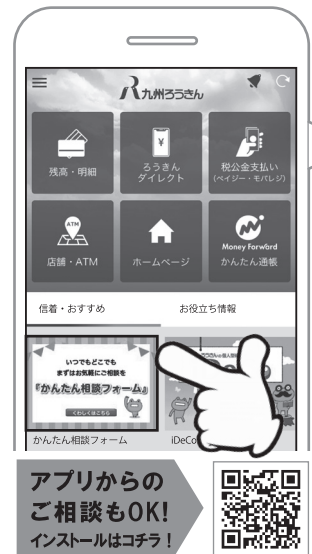 九州ろうきん
残高・明細
ろうきん
ダイレクト
税公金支払い
(ペイジー・モバレジ)
ATM
店舗・ATM
ホームページ
Money Forward
かんたん通帳
信着・おすすめ
お役立ち情報
いつでもどこでも
まずはお気軽にご相談を
『かんたん相談フォーム』
くわしくはこちら
かんたん相談フォーム
iDeCo
アプリからの
ご相談もOK!
インストールはコチラ!